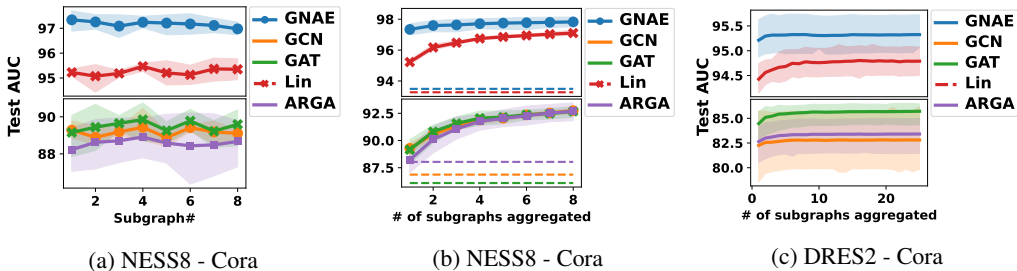 Test AUC
97
95
90
88
2
4
6
8
Subgraph#
GNAE
GCN
GAT
Lin
ARGA
(a) NESS8 - Cora
98
96
94
92.5
90.0
87.5
2
4
6
8
# of subgraphs aggregated
GNAE
GCN
GAT
Lin
ARGA
(b) NESS8 - Cora
Test AUC
95.5
95.0
94.5
85.0
82.5
80.0
0
10
20
# of subgraphs aggregated
GNAE
GCN
GAT
Lin
ARGA
(c) DRES2 - Cora